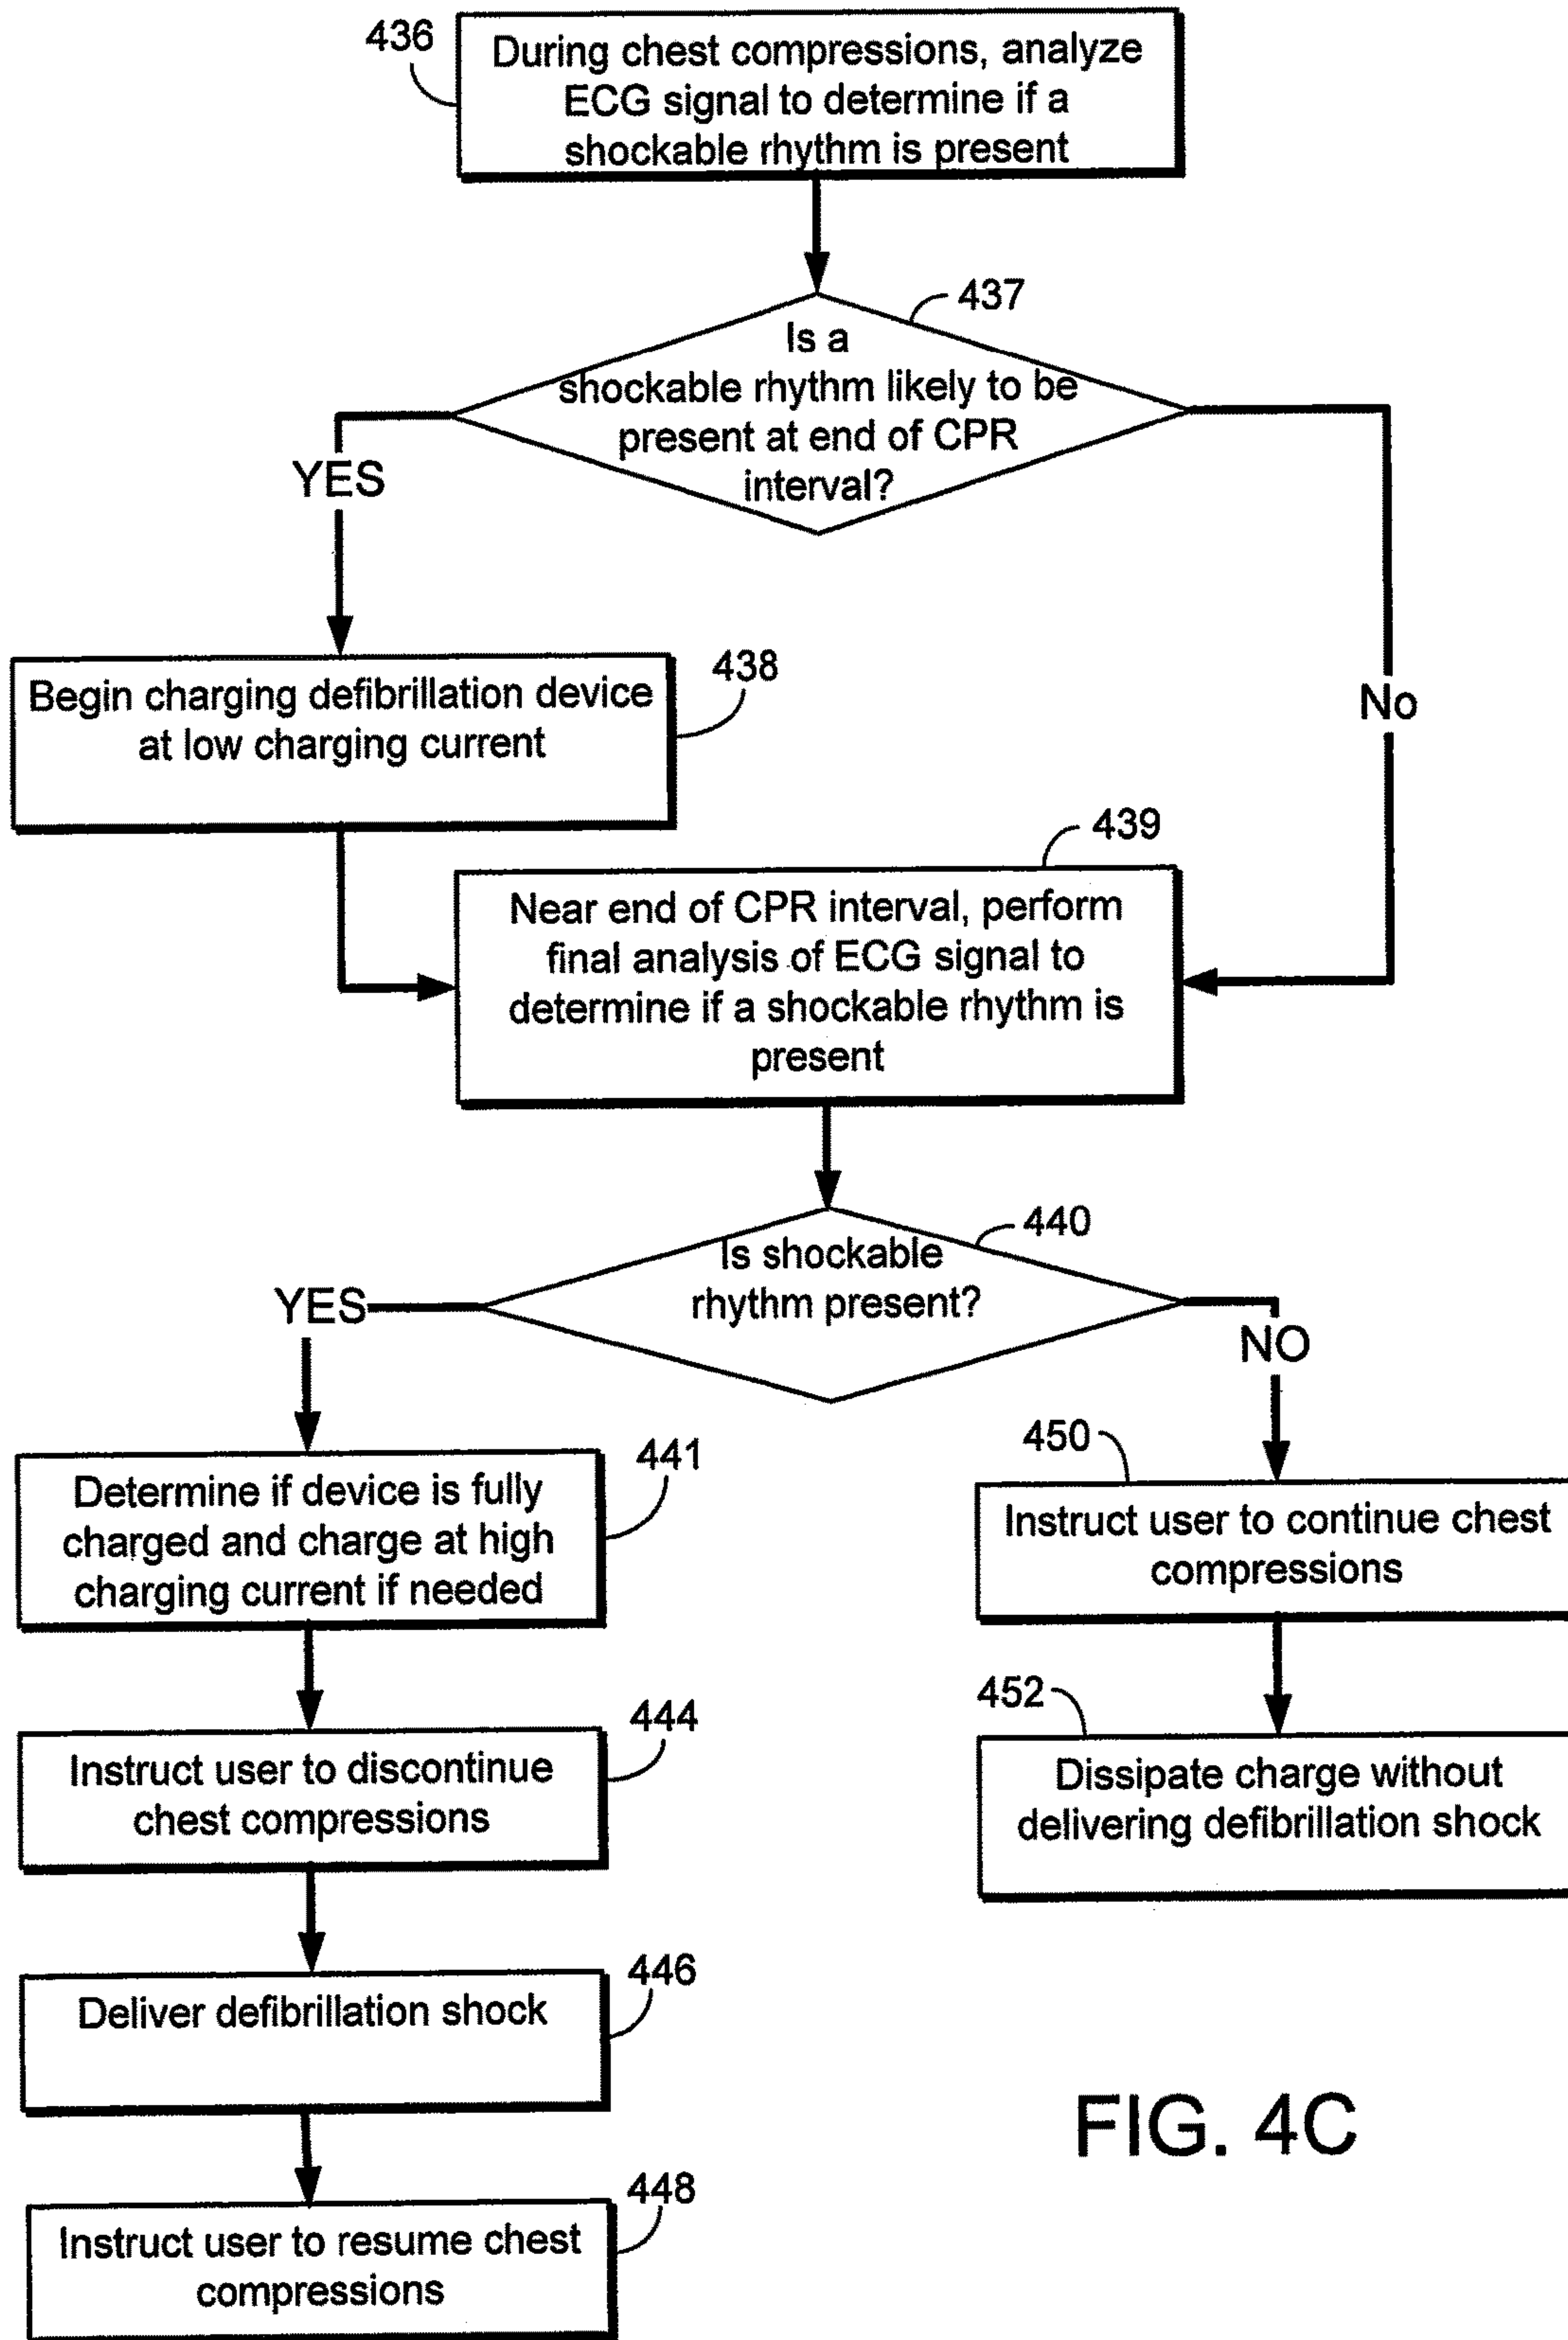 436
During chest compressions, analyze
ECG signal to determine if a
shockable rhythm is present
437
Is a
shockable rhythm likely to be
present at end of CPR
interval?
YES
No
438
Begin charging defibrillation device
at low charging current
439
Near end of CPR interval, perform
final analysis of ECG signal to
determine if a shockable rhythm is
present
440
Is shockable
rhythm present?
YES
NO
441
Determine if device is fully
charged and charge at high
charging current if needed
450
Instruct user to continue chest
compressions
444
Instruct user to discontinue
chest compressions
452
Dissipate charge without
delivering defibrillation shock
446
Deliver defibrillation shock
448
Instruct user to resume chest
compressions
FIG. 4C